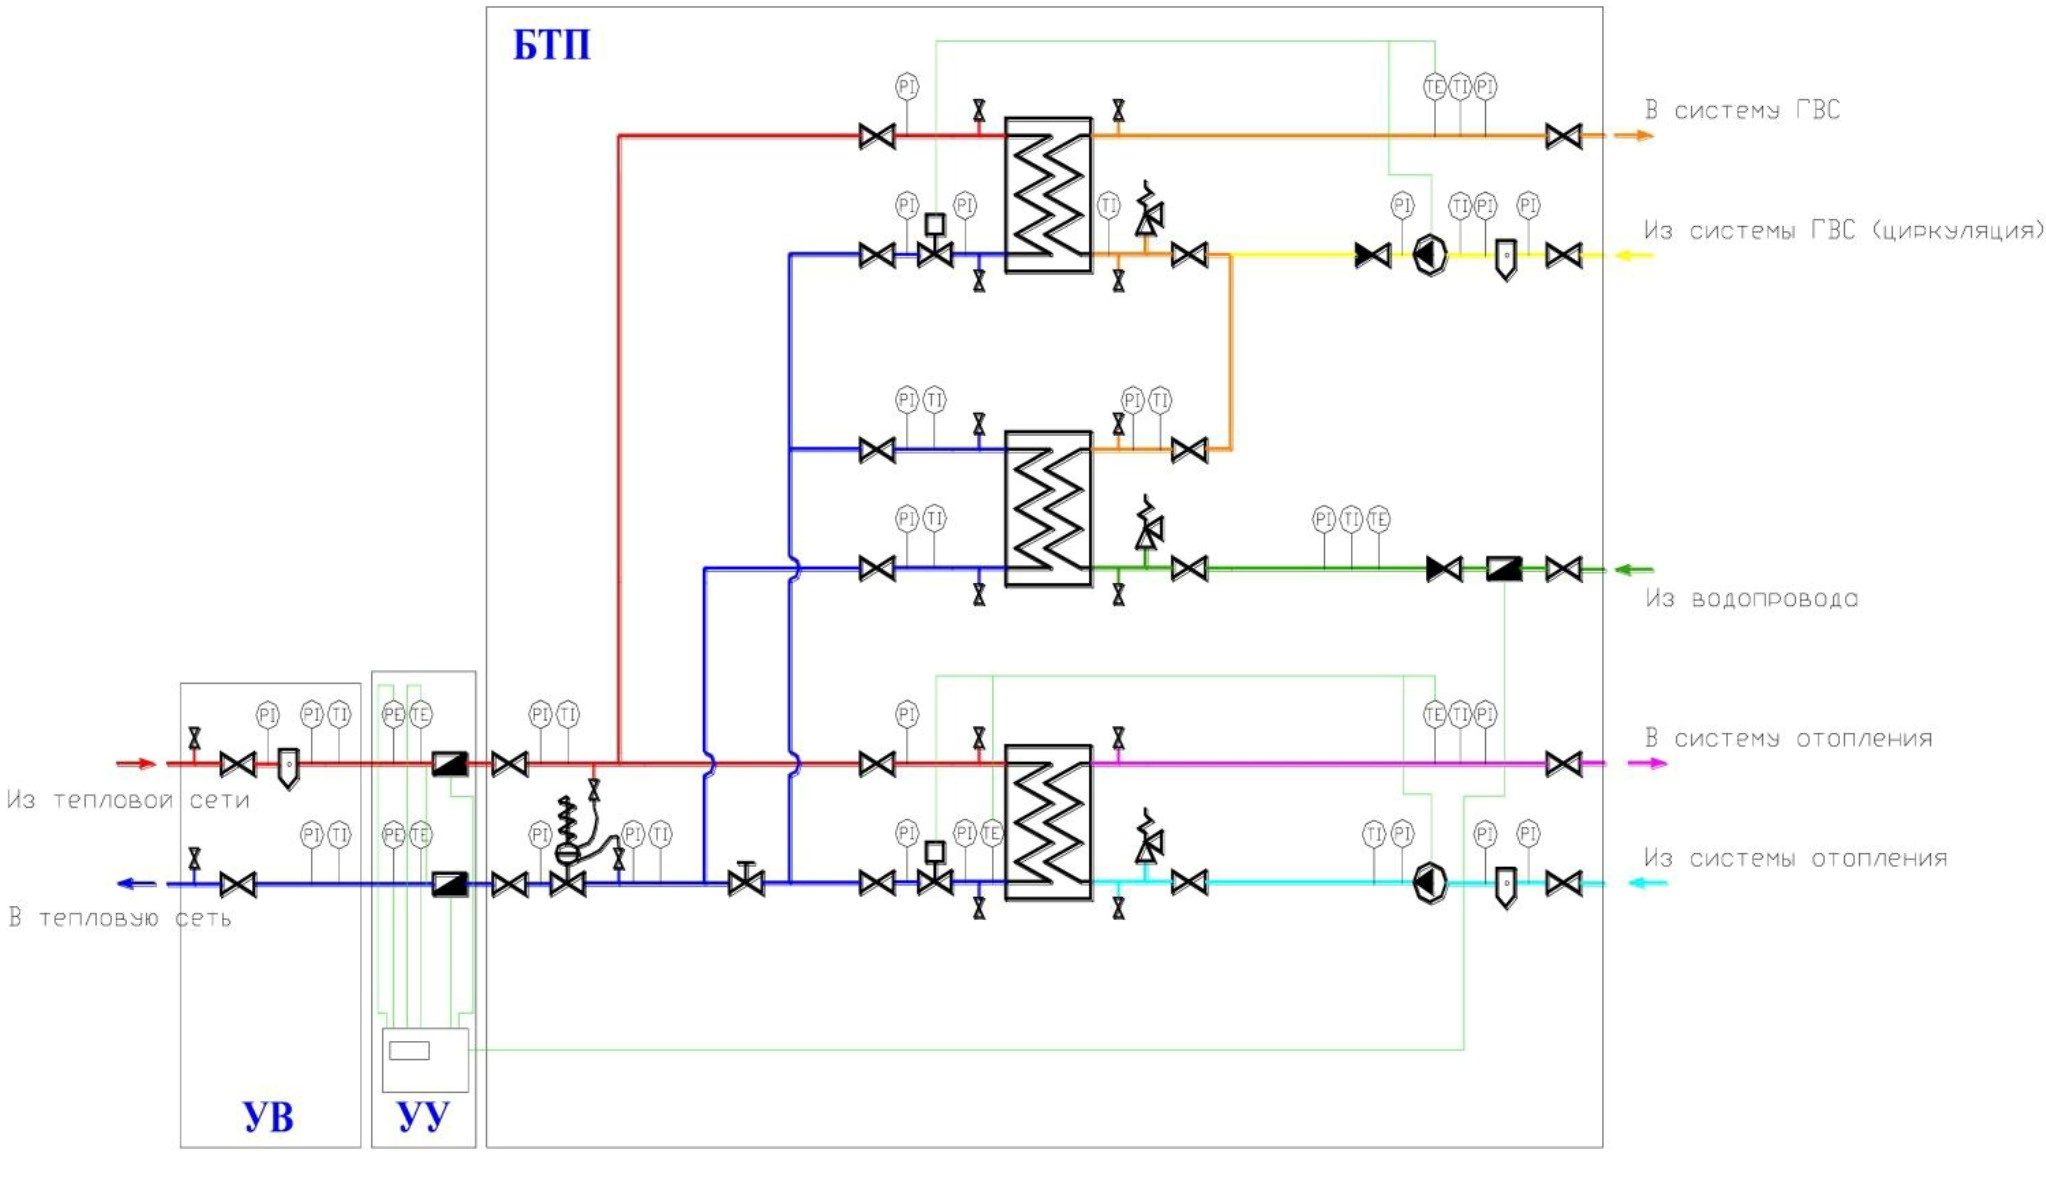 БТП
PI
TE TI PI
В систему ГВС
PI PI TI PI TI PI PI
Из системы ГВС (циркуляция)
PI TI PI TI
PI TI PI TI TE
Из водопровода
PI PI TI PE TE PI TI PI TE TI PI
В систему отопления
Из тепловой сети
PI TI PE TE PI PI TI PI PI TE TI PI PI PI
Из системы отопления
В тепловую сеть
УВ УУ